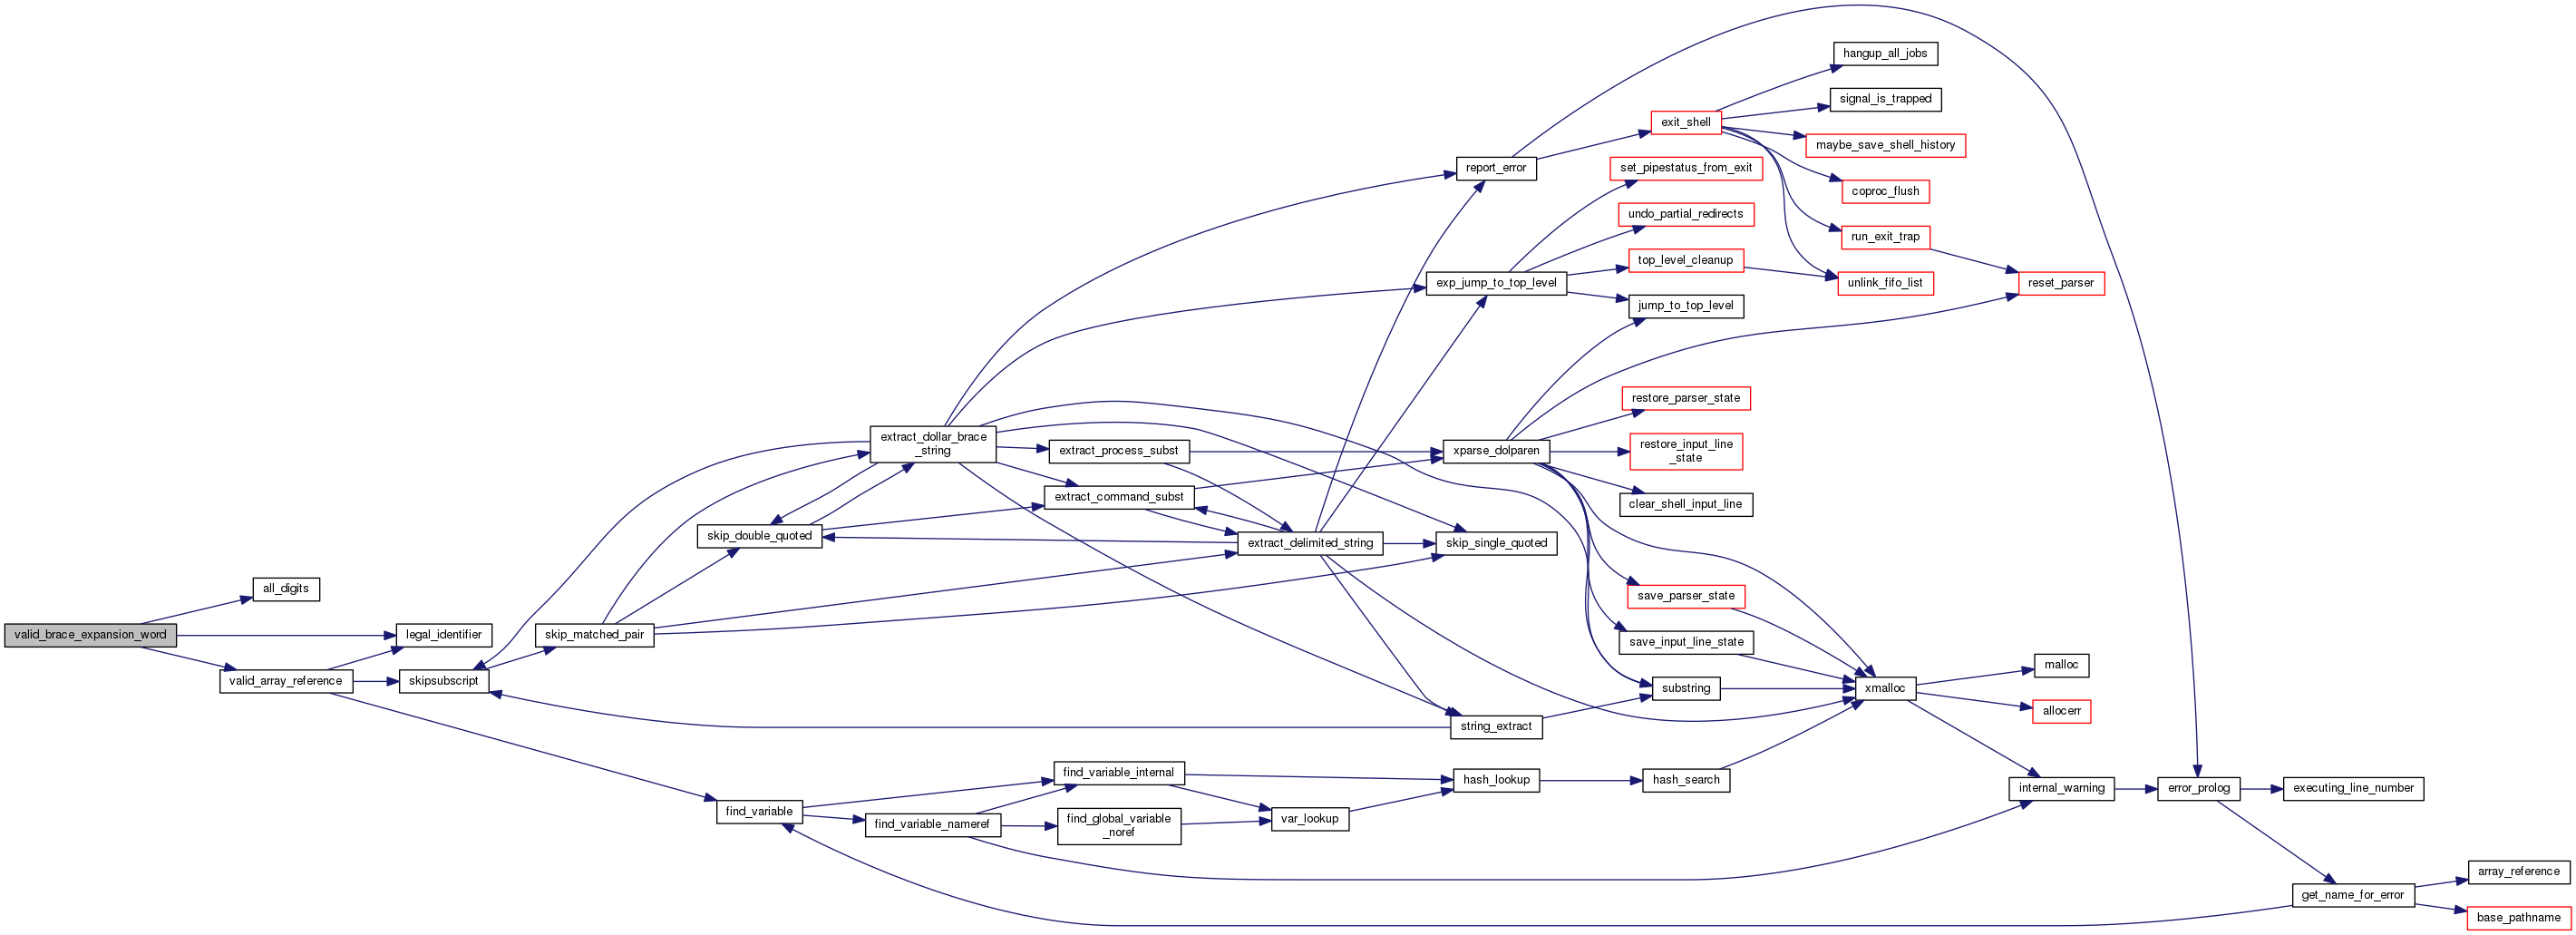 hangup_all_jobs
signal_is_trapped
exit_shell
maybe_save_shell_history
report_error
set_pipestatus_from_exit
coproc_flush
undo_partial_redirects
run_exit_trap
top_level_cleanup
exp_jump_to_top_level
unlink_fifo_list
reset_parser
jump_to_top_level
restore_parser_state
extract_dollar_brace
_string
extract_process_subst
xparse_dolparen
restore_input_line
_state
extract_command_subst
clear_shell_input_line
skip_double_quoted
extract_delimited_string
skip_single_quoted
all_digits
save_parser_state
valid_brace_expansion_word
legal_identifier
skip_matched_pair
save_input_line_state
malloc
valid_array_reference
skipsubscript
substring
xmalloc
allocerr
string_extract
find_variable_internal
hash_lookup
hash_search
internal_warning
error_prolog
executing_line_number
find_variable
find_variable_nameref
find_global_variable
_noref
var_lookup
array_reference
get_name_for_error
base_pathname